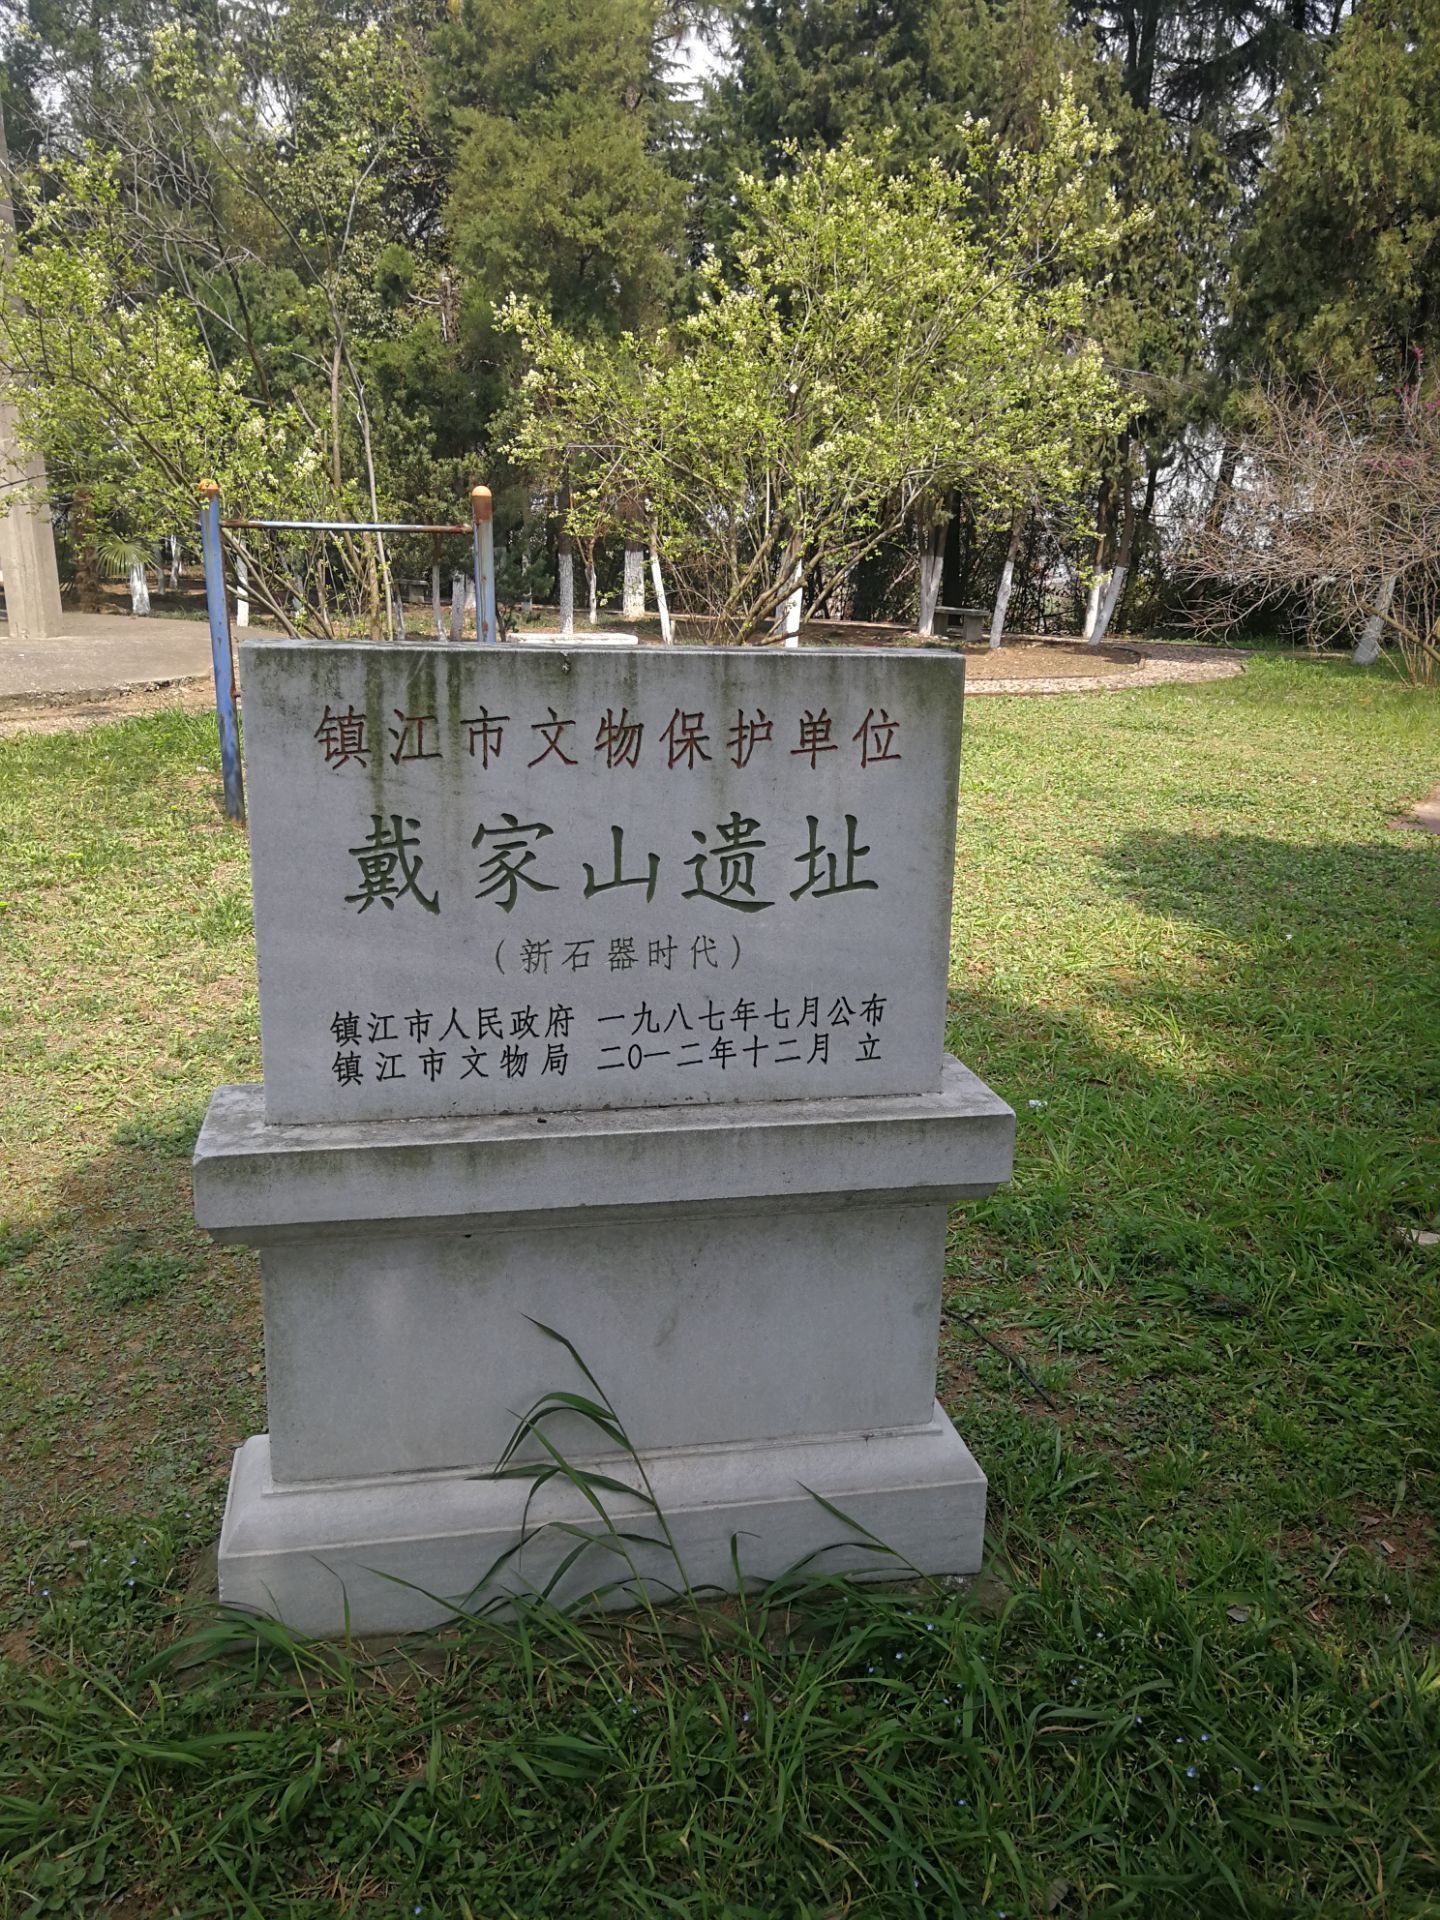 镇江市文物保护单位
戴家山遗址
（新石器时代）
镇江市人民政府 一九八七年七月公布
镇江市文物局 二〇一二年十二月 立